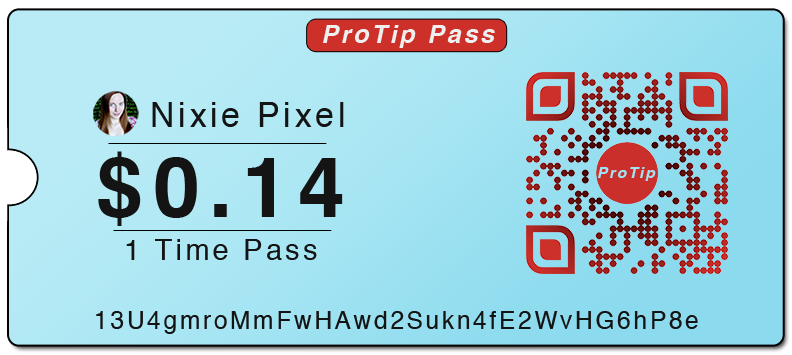 ProTip Pass
Nixie Pixel
$0.14
1 Time Pass
ProTip
13U4gmroMmFwHAwd2Sukn4fE2WvHG6hP8e